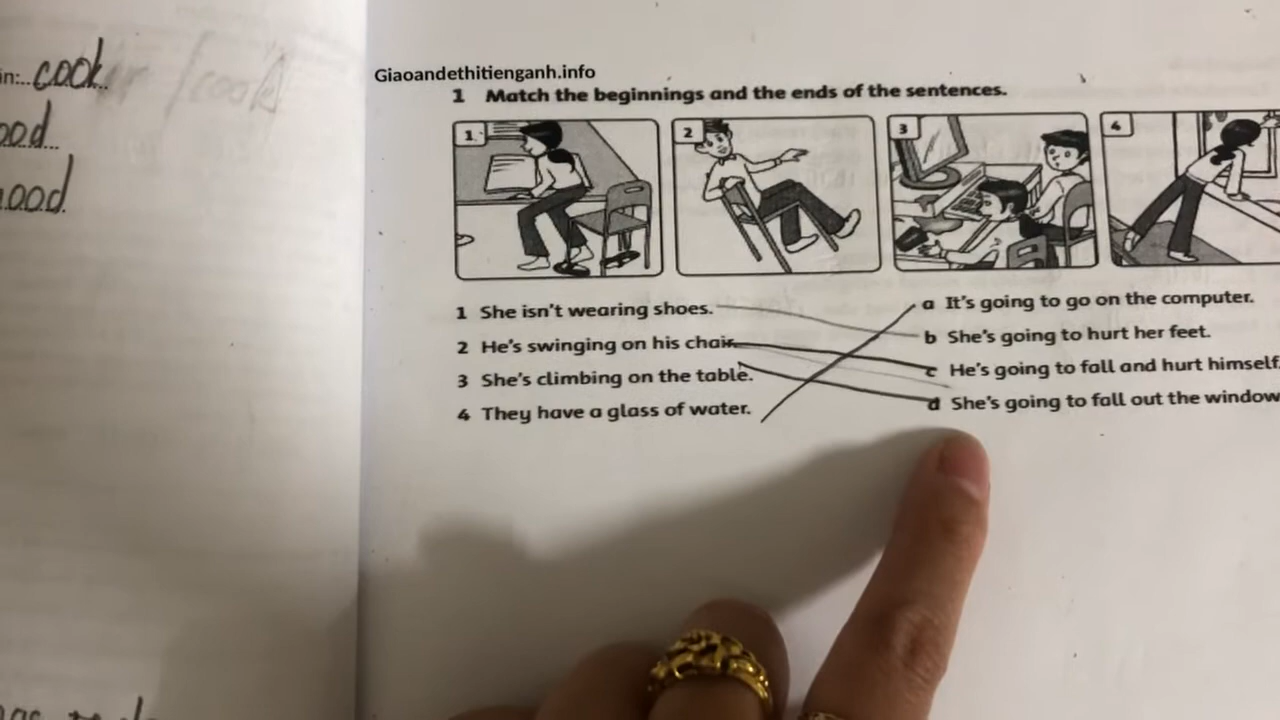 in:..cook..
ood...
ood.
Giaoandethitienganh.info
1 Match the beginnings and the ends of the sentences.
1
2
3
4
1 She isn't wearing shoes.
2 He's swinging on his chair.
3 She's climbing on the table.
4 They have a glass of water.
a It's going to go on the computer.
b She's going to hurt her feet.
c He's going to fall and hurt himself.
d She's going to fall out the window